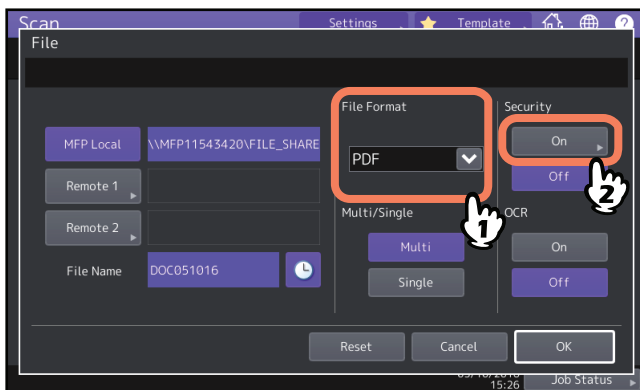 Scan
Settings
Template
?
File
File Format
Security
MFP Local
\\MFP11543420\FILE_SHARE
PDF
On
Remote 1
Off
2
Multi/Single
1
OCR
Remote 2
Multi
On
File Name
DOC051016
Single
Off
Reset
Cancel
OK
15:26
Job Status